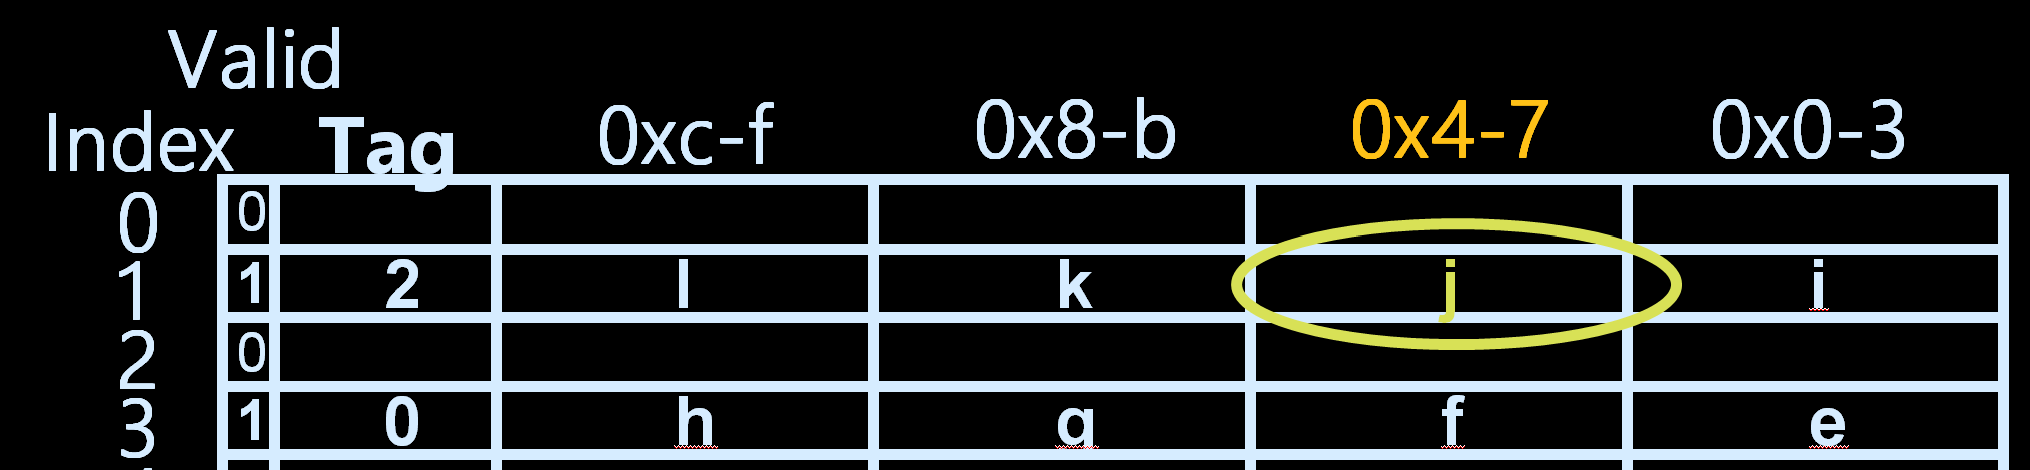 Valid
Index Tag 0xc-f 0x8-b 0x4-7 0x0-3
0 0
1 1 2 l k j i
2 0
3 1 0 h g f e